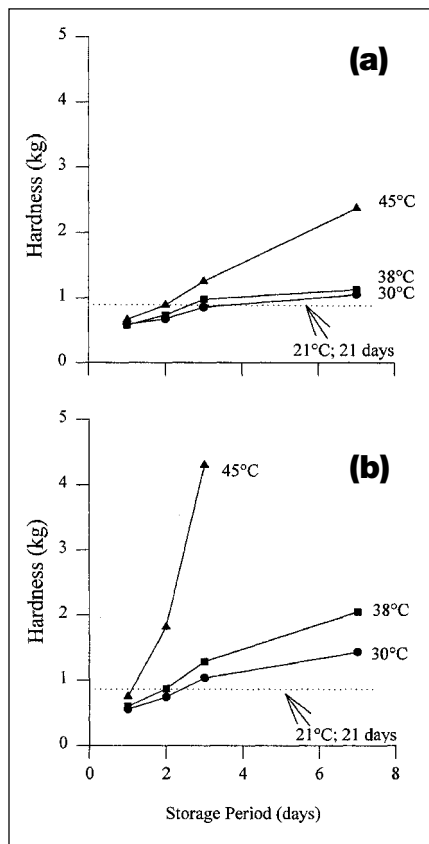 (a)
5
4
3
2
1
0
Hardness (kg)
45°C
38°C
30°C
21°C; 21 days
(b)
5
4
3
2
1
0
Hardness (kg)
45°C
38°C
30°C
21°C; 21 days
0 2 4 6 8
Storage Period (days)